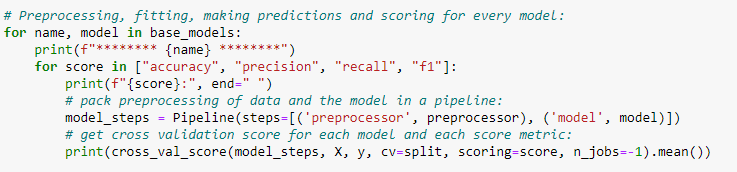 # Preprocessing, fitting, making predictions and scoring for every model:
for name, model in base_models:
    print(f"******** {name} ********")
    for score in ["accuracy", "precision", "recall", "f1"]:
        print(f"{score}:", end=" ")
        # pack preprocessing of data and the model in a pipeline:
        model_steps = Pipeline(steps=[('preprocessor', preprocessor), ('model', model)])
        # get cross validation score for each model and each score metric:
        print(cross_val_score(model_steps, X, y, cv=split, scoring=score, n_jobs=-1).mean())